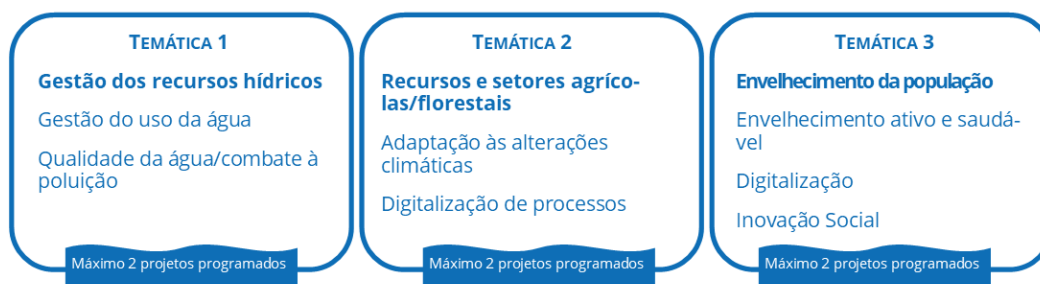 TEMÁTICA 1
Gestão dos recursos hídricos
Gestão do uso da água
Qualidade da água/combate à
poluição
Máximo 2 projetos programados
TEMÁTICA 2
Recursos e setores agríco-
las/florestais
Adaptação às alterações
climáticas
Digitalização de processos
Máximo 2 projetos programados
TEMÁTICA 3
Envelhecimento da população
Envelhecimento ativo e saudá-
vel
Digitalização
Inovação Social
Máximo 2 projetos programados